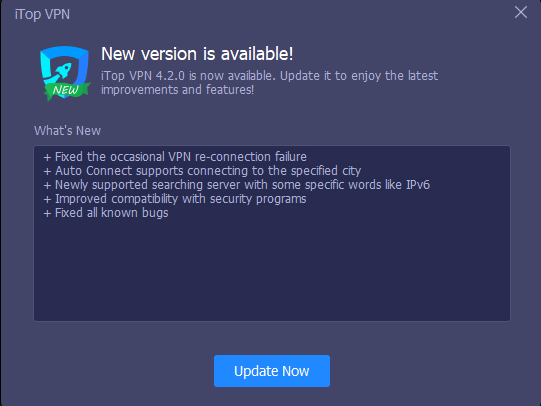 iTop VPN
New version is available!
iTop VPN 4.2.0 is now available. Update it to enjoy the latest
improvements and features!
NEW
What's New
+ Fixed the occasional VPN re-connection failure
+ Auto Connect supports connecting to the specified city
+ Newly supported searching server with some specific words like IPv6
+ Improved compatibility with security programs
+ Fixed all known bugs
Update Now